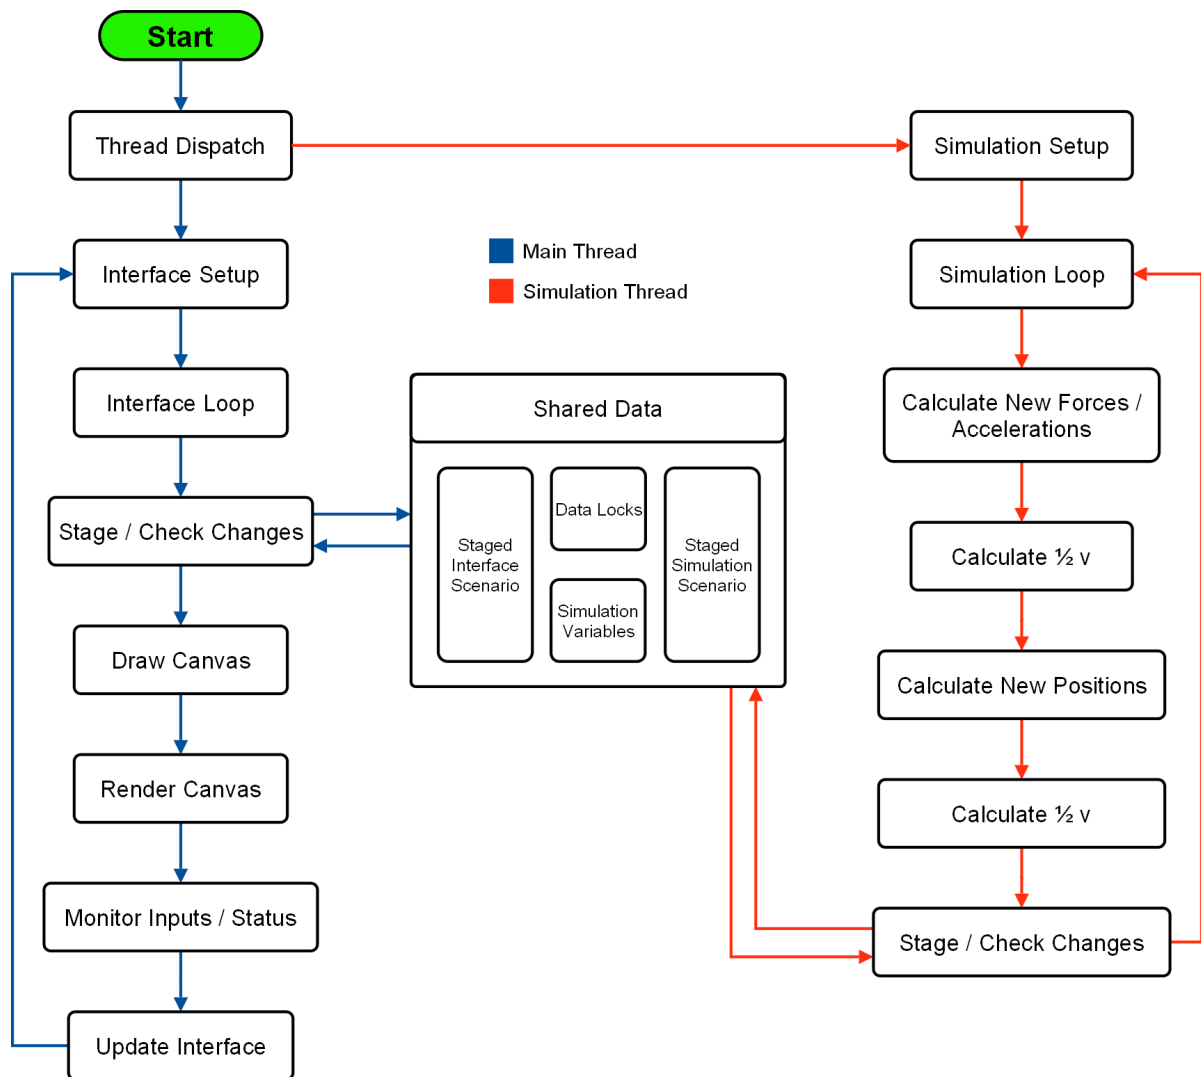 Start
Thread Dispatch
Simulation Setup
Interface Setup
Main Thread
Simulation Thread
Simulation Loop
Interface Loop
Shared Data
Calculate New Forces /
Accelerations
Stage / Check Changes
Staged
Interface
Scenario
Data Locks
Simulation
Variables
Staged
Simulation
Scenario
Calculate ½ v
Draw Canvas
Calculate New Positions
Render Canvas
Calculate ½ v
Monitor Inputs / Status
Stage / Check Changes
Update Interface